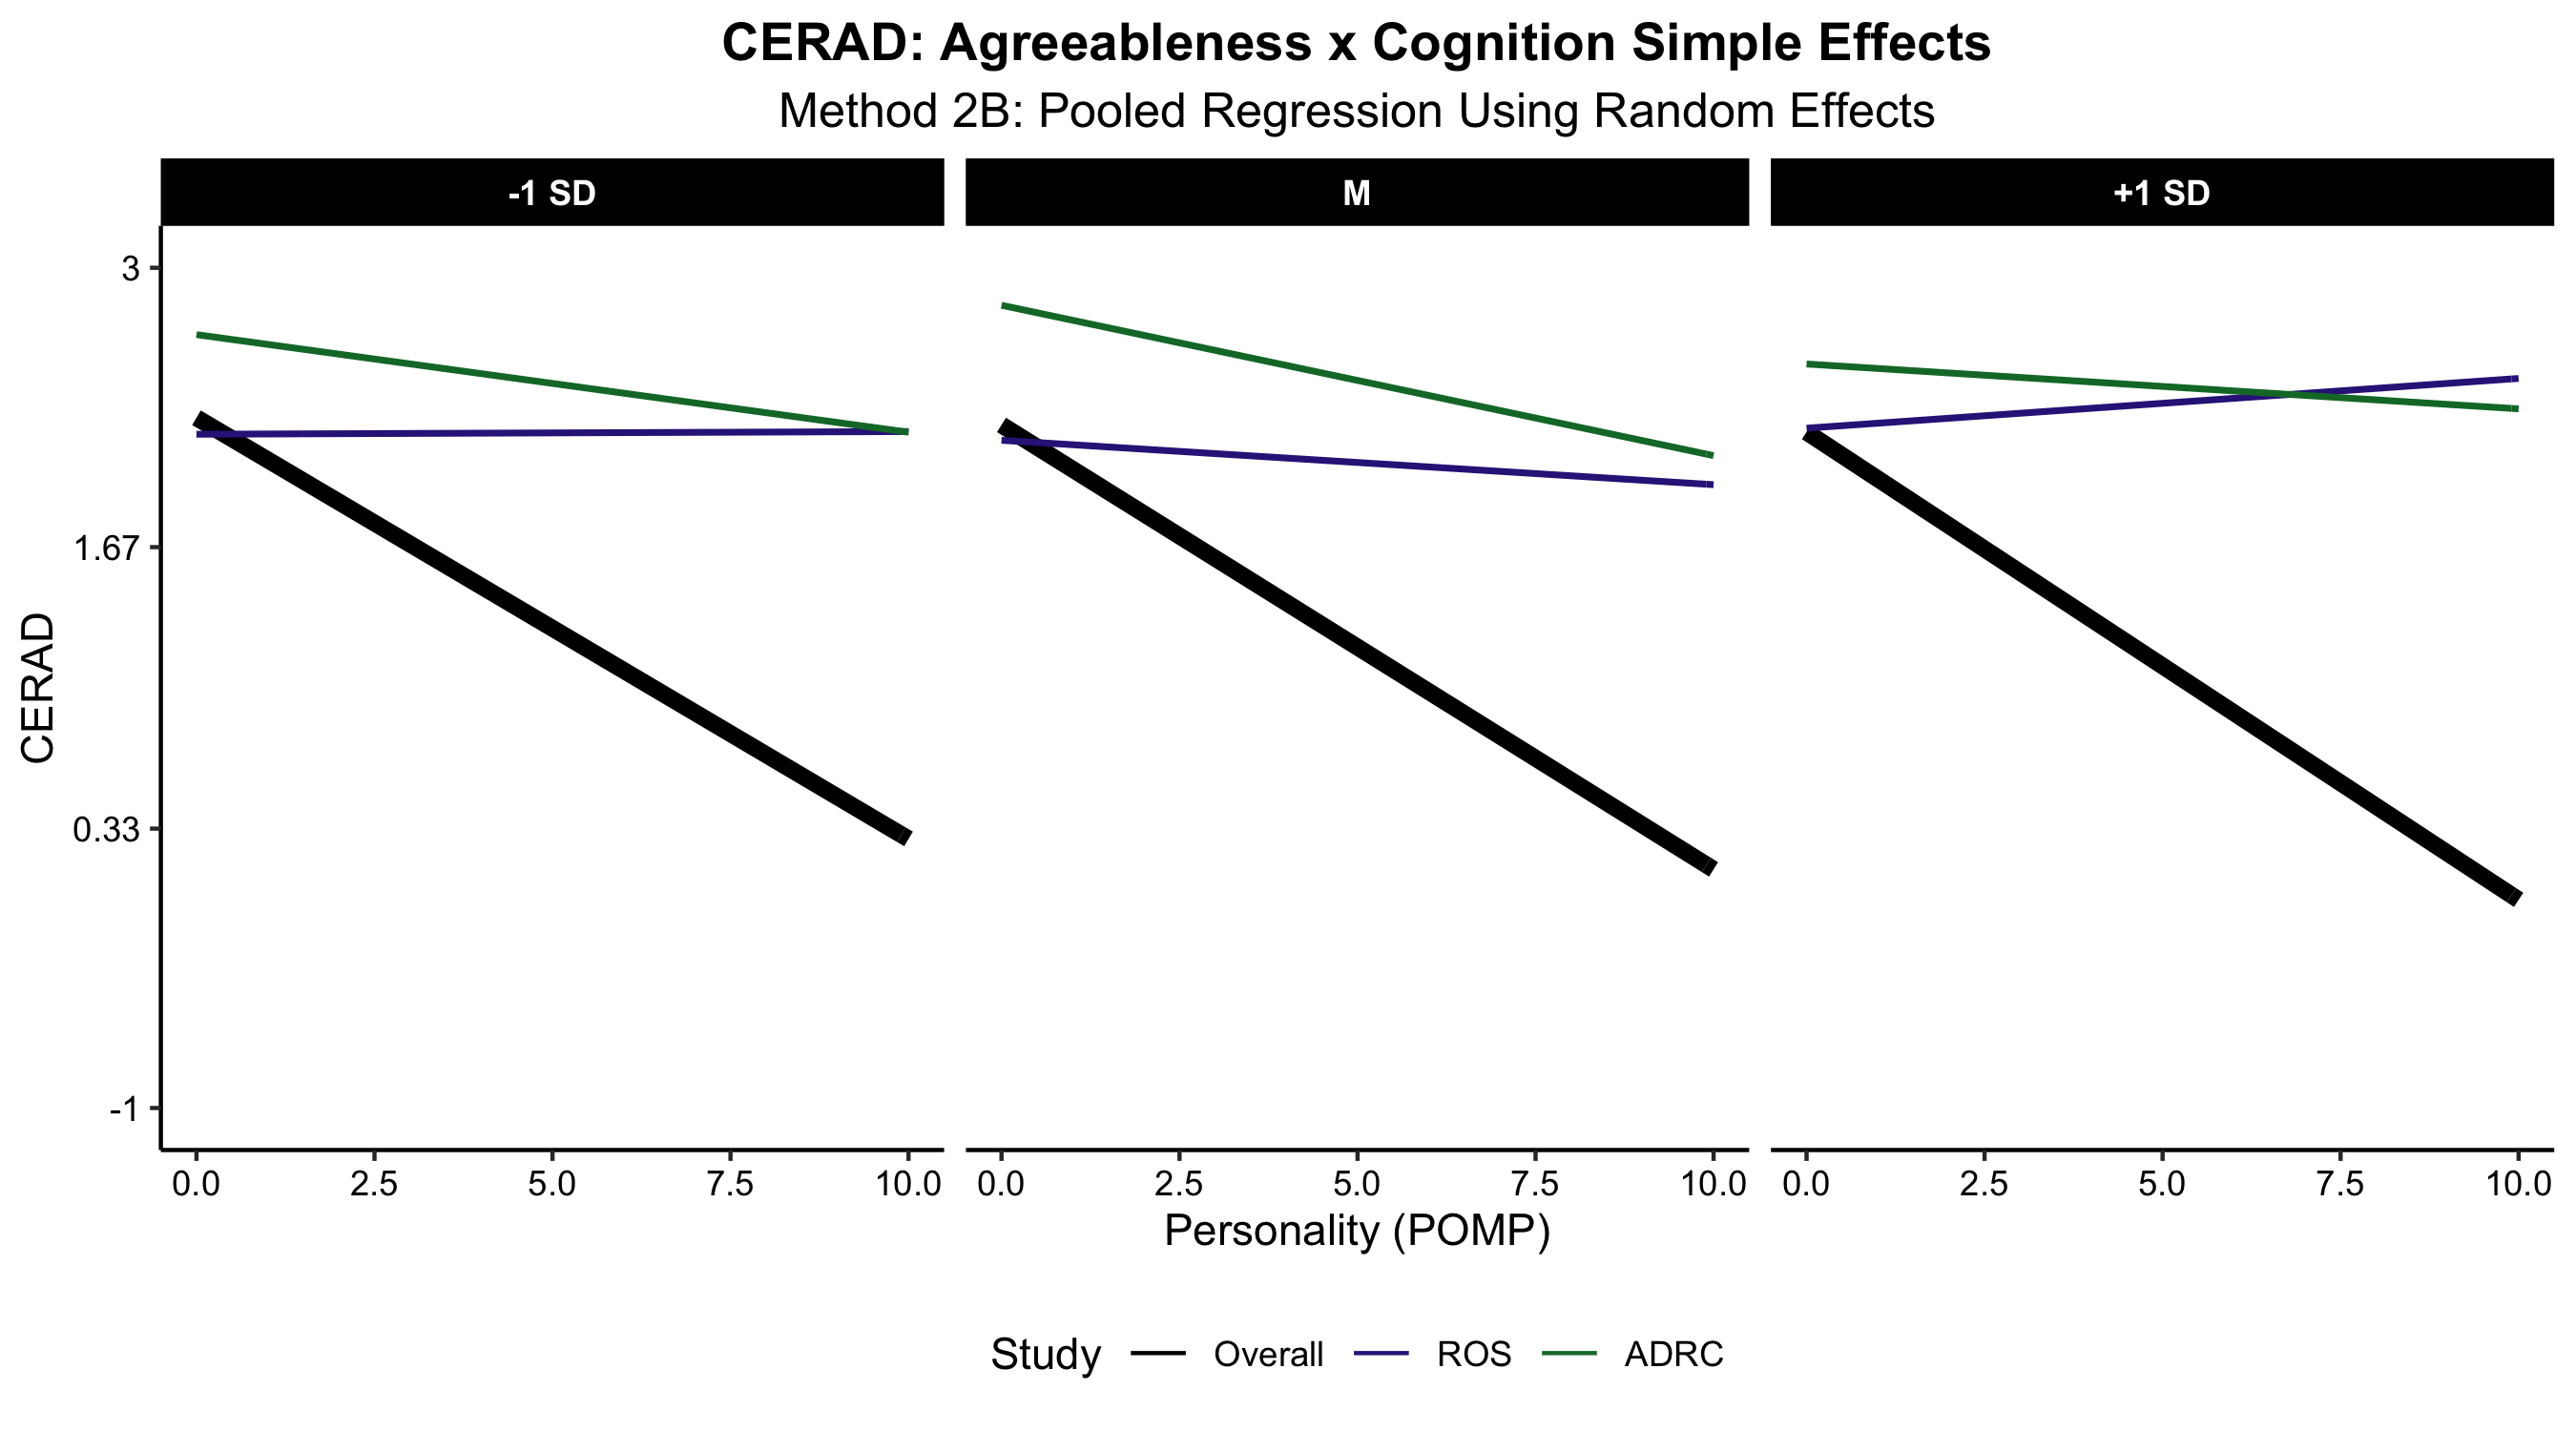 CERAD: Agreeableness x Cognition Simple Effects
Method 2B: Pooled Regression Using Random Effects
-1 SD M +1 SD
3
1.67
0.33
-1
CERAD
0.0 2.5 5.0 7.5 10.0 0.0 2.5 5.0 7.5 10.0 0.0 2.5 5.0 7.5 10.0
Personality (POMP)
Study Overall ROS ADRC